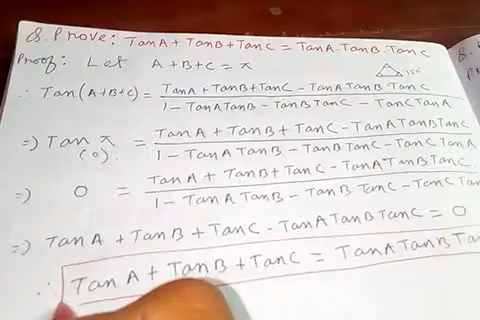 Q. Prove: TanA + TanB + TanC = TanA.TanB.TanC
Proof: Let A+B+C = π
180°
∴ Tan(A+B+C) = TanA + TanB + TanC - TanA TanB TanC / 1 - TanA TanB - TanB TanC - TanC TanA
=) Tan π (0) = TanA + TanB + TanC - TanA TanB TanC / 1 - TanA TanB - TanB TanC - TanC TanA
=) 0 = TanA + TanB + TanC - TanA TanB TanC / 1 - TanA TanB - TanB TanC - TanC Tan
=) TanA + TanB + TanC - TanA TanB TanC = 0
∴ TanA + TanB + TanC = TanA TanB Tan